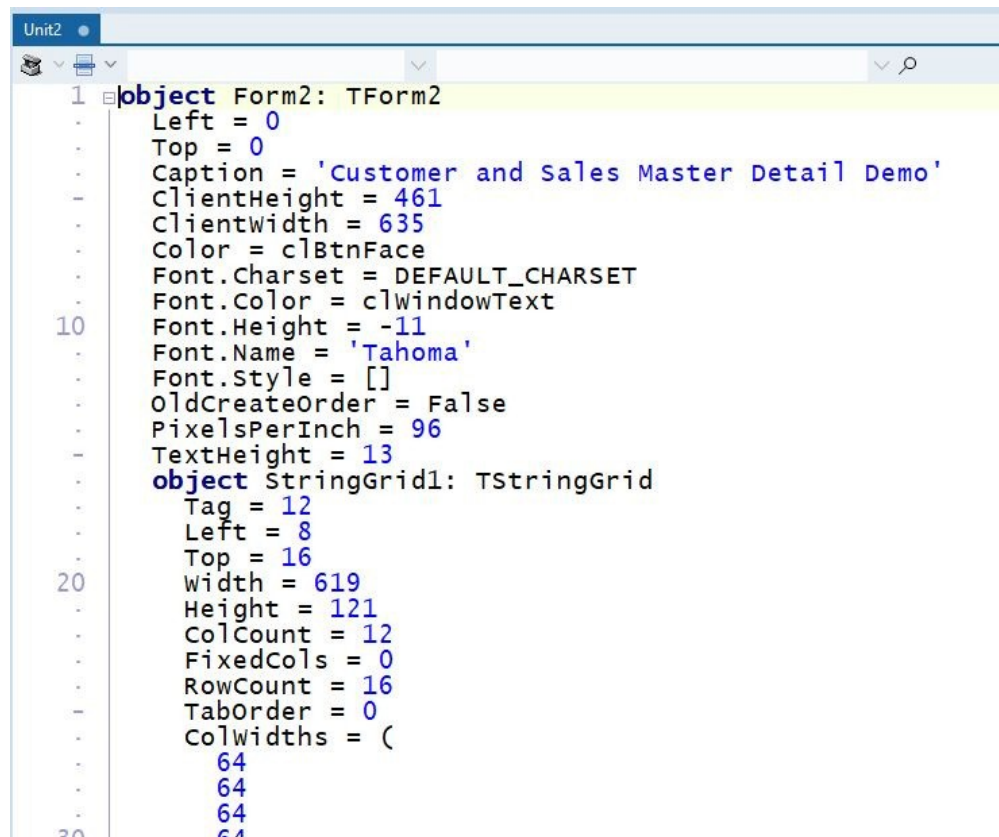 Unit2
1 object Form2: TForm2
Left = 0
Top = 0
Caption = 'Customer and Sales Master Detail Demo'
ClientHeight = 461
ClientWidth = 635
Color = clBtnFace
Font.Charset = DEFAULT_CHARSET
Font.Color = clWindowText
10 Font.Height = -11
Font.Name = 'Tahoma'
Font.Style = []
OldCreateOrder = False
PixelsPerInch = 96
TextHeight = 13
object StringGrid1: TStringGrid
Tag = 12
Left = 8
Top = 16
20 Width = 619
Height = 121
ColCount = 12
FixedCols = 0
RowCount = 16
TabOrder = 0
ColWidths = (
64
64
64
30 64